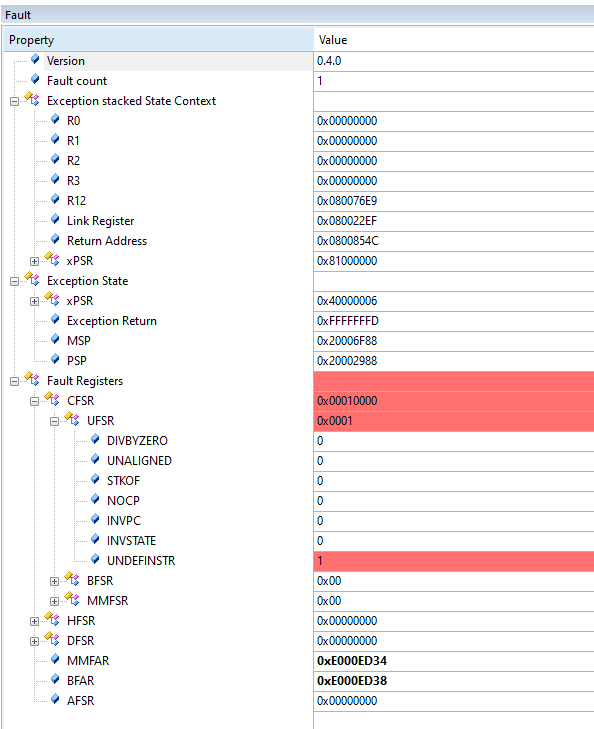 Fault
Property Value
Version 0.4.0
Fault count 1
Exception stacked State Context
R0 0x00000000
R1 0x00000000
R2 0x00000000
R3 0x00000000
R12 0x080076E9
Link Register 0x080022EF
Return Address 0x0800854C
xPSR 0x81000000
Exception State
xPSR 0x40000006
Exception Return 0xFFFFFFFD
MSP 0x20006F88
PSP 0x20002988
Fault Registers
CFSR 0x00010000
UFSR 0x0001
DIVBYZERO 0
UNALIGNED 0
STKOF 0
NOCP 0
INVPC 0
INVSTATE 0
UNDEFINSTR 1
BFSR 0x00
MMFSR 0x00
HFSR 0x00000000
DFSR 0x00000000
MMFAR 0xE000ED34
BFAR 0xE000ED38
AFSR 0x00000000